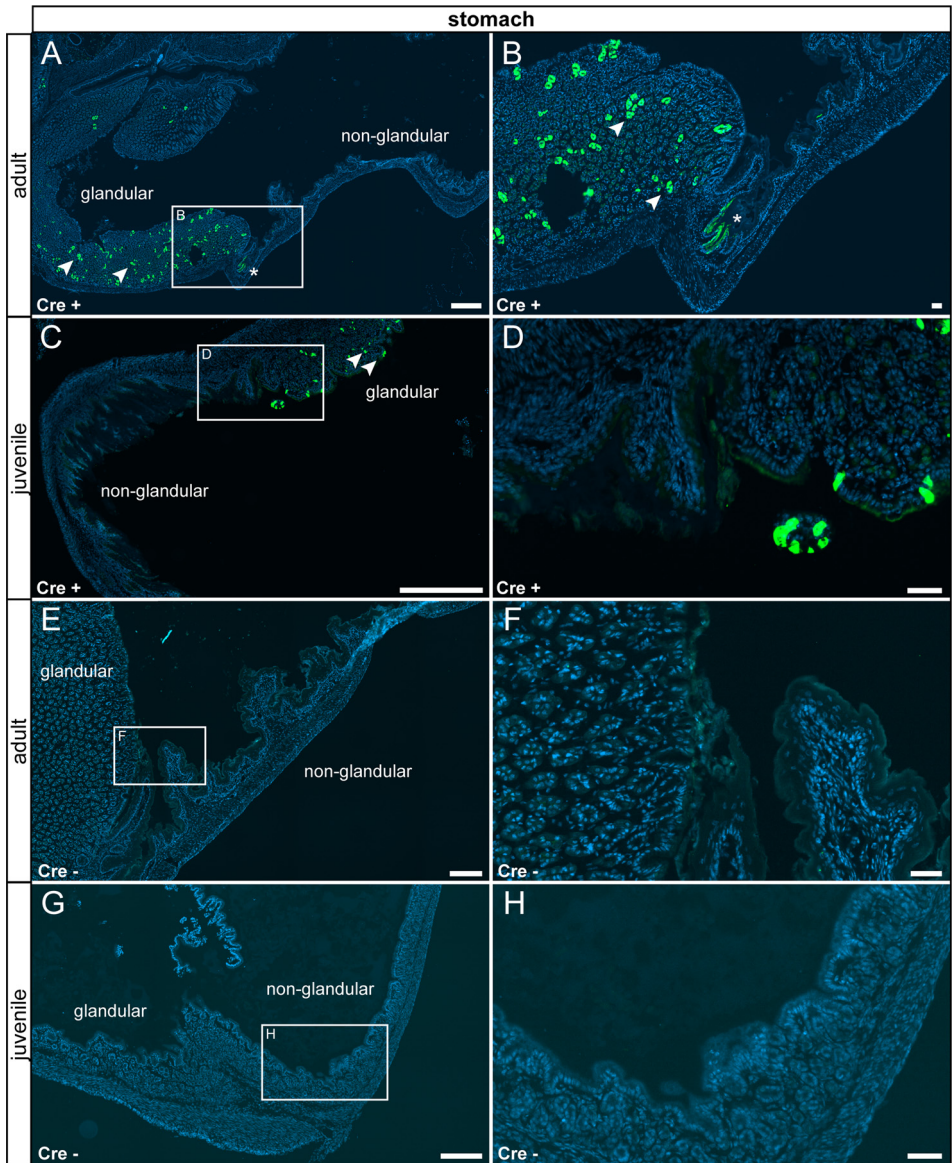 stomach
adult
A
non-glandular
glandular
B
*
Cre +
B
*
Cre +
juvenile
C
D
glandular
non-glandular
Cre +
D
Cre +
adult
E
glandular
F
non-glandular
Cre -
F
Cre -
juvenile
G
non-glandular
glandular
H
Cre -
H